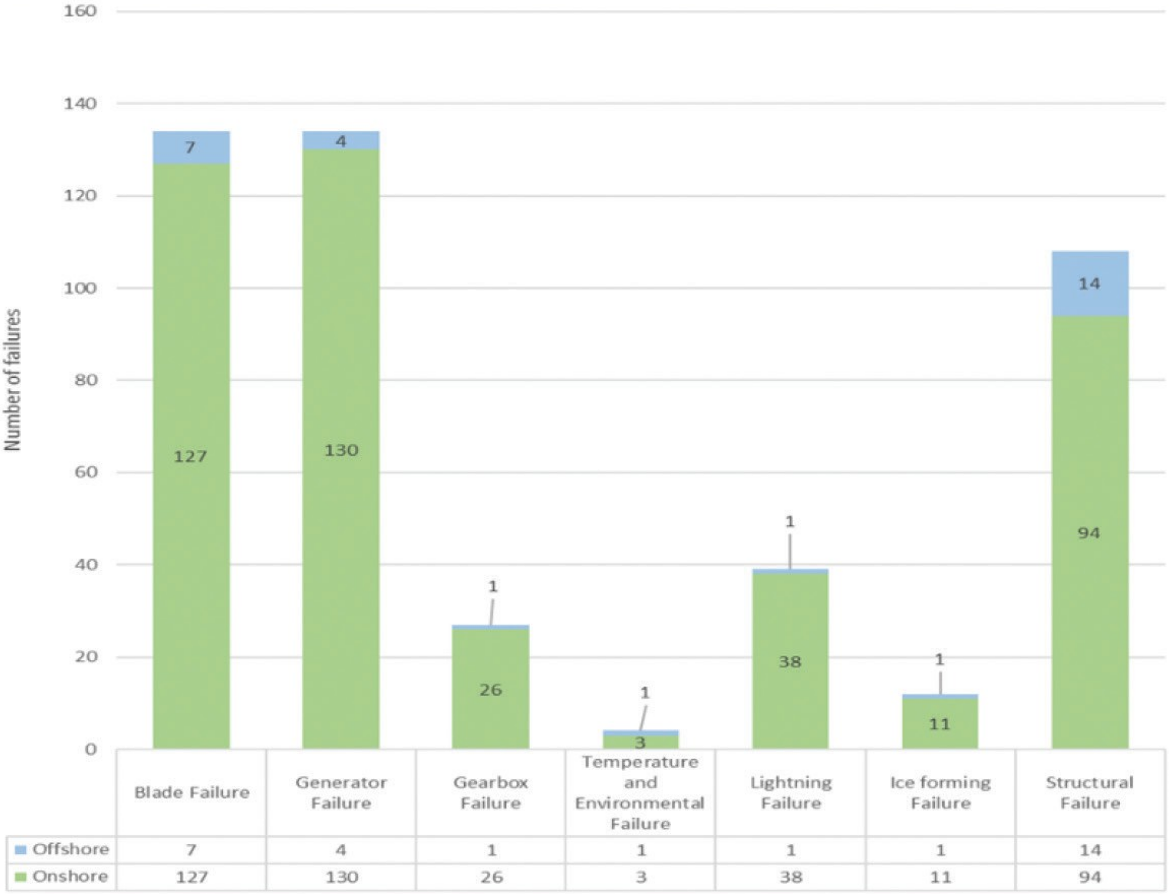 160
140
120
100
80
60
40
20
0
Number of failures
7
127
4
130
1
26
1
3
1
38
1
11
14
94
Blade Failure
Generator
Failure
Gearbox
Failure
Temperature
and
Environmental
Failure
Lightning
Failure
Ice forming
Failure
Structural
Failure
Offshore 7 4 1 1 1 1 14
Onshore 127 130 26 3 38 11 94